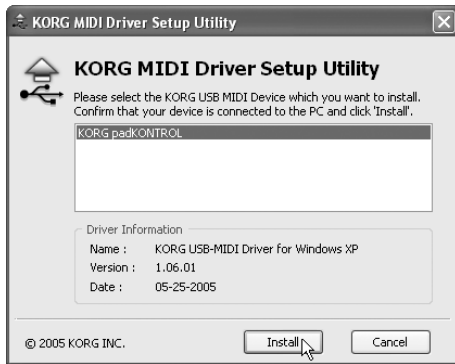 KORG MIDI Driver Setup Utility
KORG MIDI Driver Setup Utility
Please select the KORG USB MIDI Device which you want to install.
Confirm that your device is connected to the PC and click 'Install'.
KORG padKONTROL
Driver Information
Name : KORG USB-MIDI Driver for Windows XP
Version : 1.06.01
Date : 05-25-2005
© 2005 KORG INC. Install Cancel